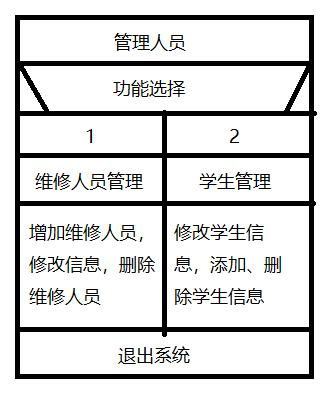 管理人员
功能选择
1
2
维修人员管理
学生管理
增加维修人员，
修改信息，删除
维修人员
修改学生信
息，添加、删
除学生信息
退出系统